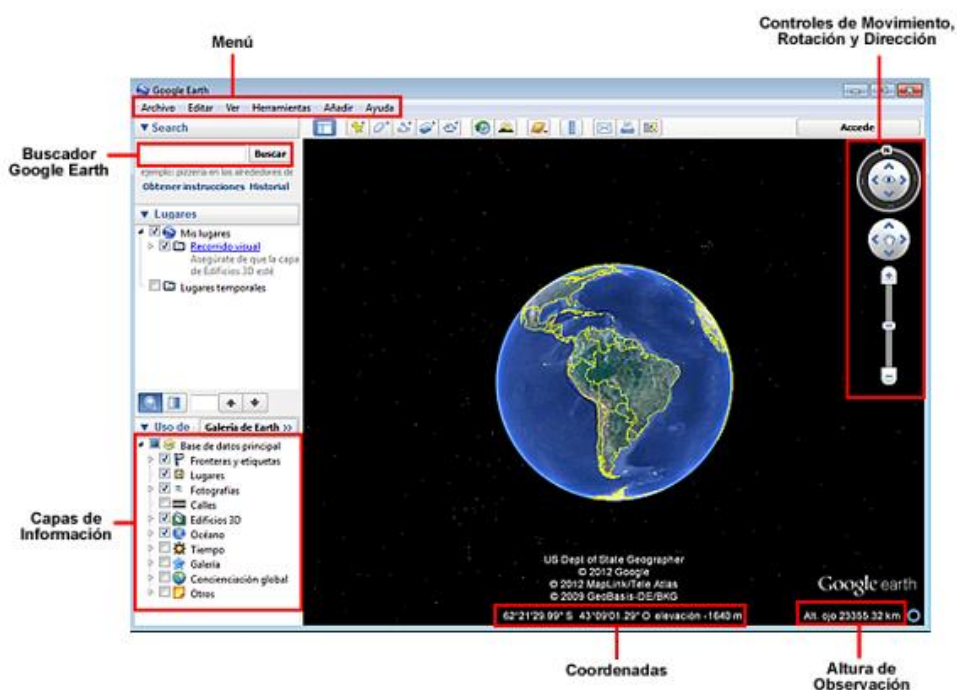 Controles de Movimiento,
Rotación y Dirección
Menú
Google Earth
Archivo Editar Ver Herramientas Añadir Ayuda
Search
Accede
Buscador
Google Earth
Buscar
ejemplo: pizzería en los alrededores de
Obtener instrucciones Historial
N
Lugares
Mis lugares
Recorrido visual
Asegúrate de que la capa
de Edificios 3D esté
Lugares temporales
Uso de Galería de Earth >>
Base de datos principal
Fronteras y etiquetas
Lugares
Fotografías
Calles
Edificios 3D
Océano
Tiempo
Galería
Concienciación global
Otros
Capas de
Información
US Dept of State Geographer
© 2012 Google
© 2012 MapLink/Tele Atlas
© 2009 GeoBasis-DE/BKG
Google earth
62°21'29.99" S 43°09'01.29" O elevación -1640 m
Alt. ojo 23355.32 km
Coordenadas
Altura de
Observación